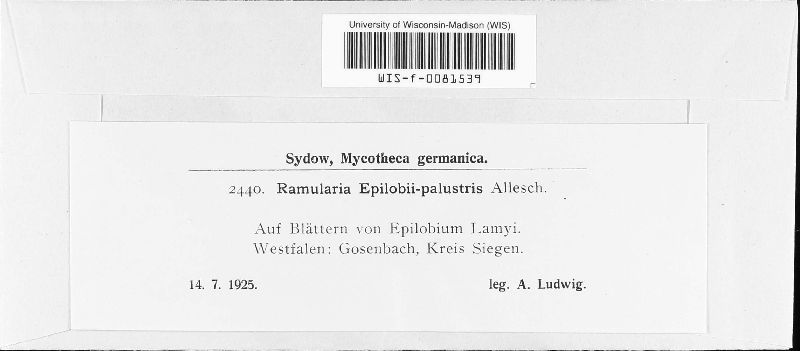 University of Wisconsin-Madison (WIS)
WIS-f-0081539
Sydow, Mycotheca germanica.
2440. Ramularia Epilobii-palustris Allesch.
Auf Blättern von Epilobium Lamyi.
Westfalen: Gosenbach, Kreis Siegen.
14. 7. 1925. leg. A. Ludwig.